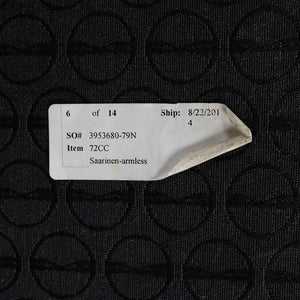 6 of 14 Ship: 8/22/201
4
SO# 3953680-79N
Item 72CC
Saarinen-armless